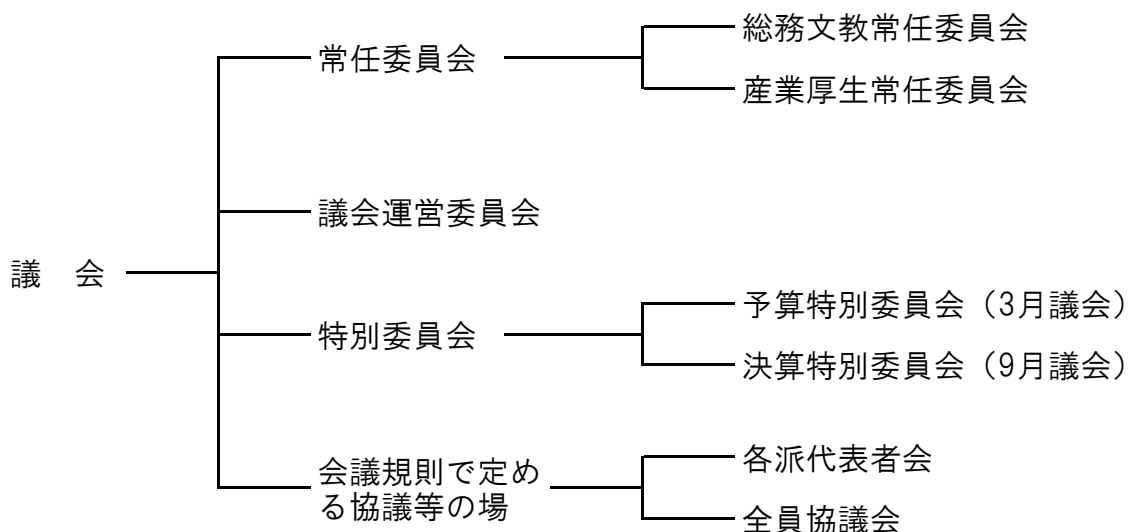 議　会
常任委員会
総務文教常任委員会
産業厚生常任委員会
議会運営委員会
特別委員会
予算特別委員会（3月議会）
決算特別委員会（9月議会）
会議規則で定め
る協議等の場
各派代表者会
全員協議会